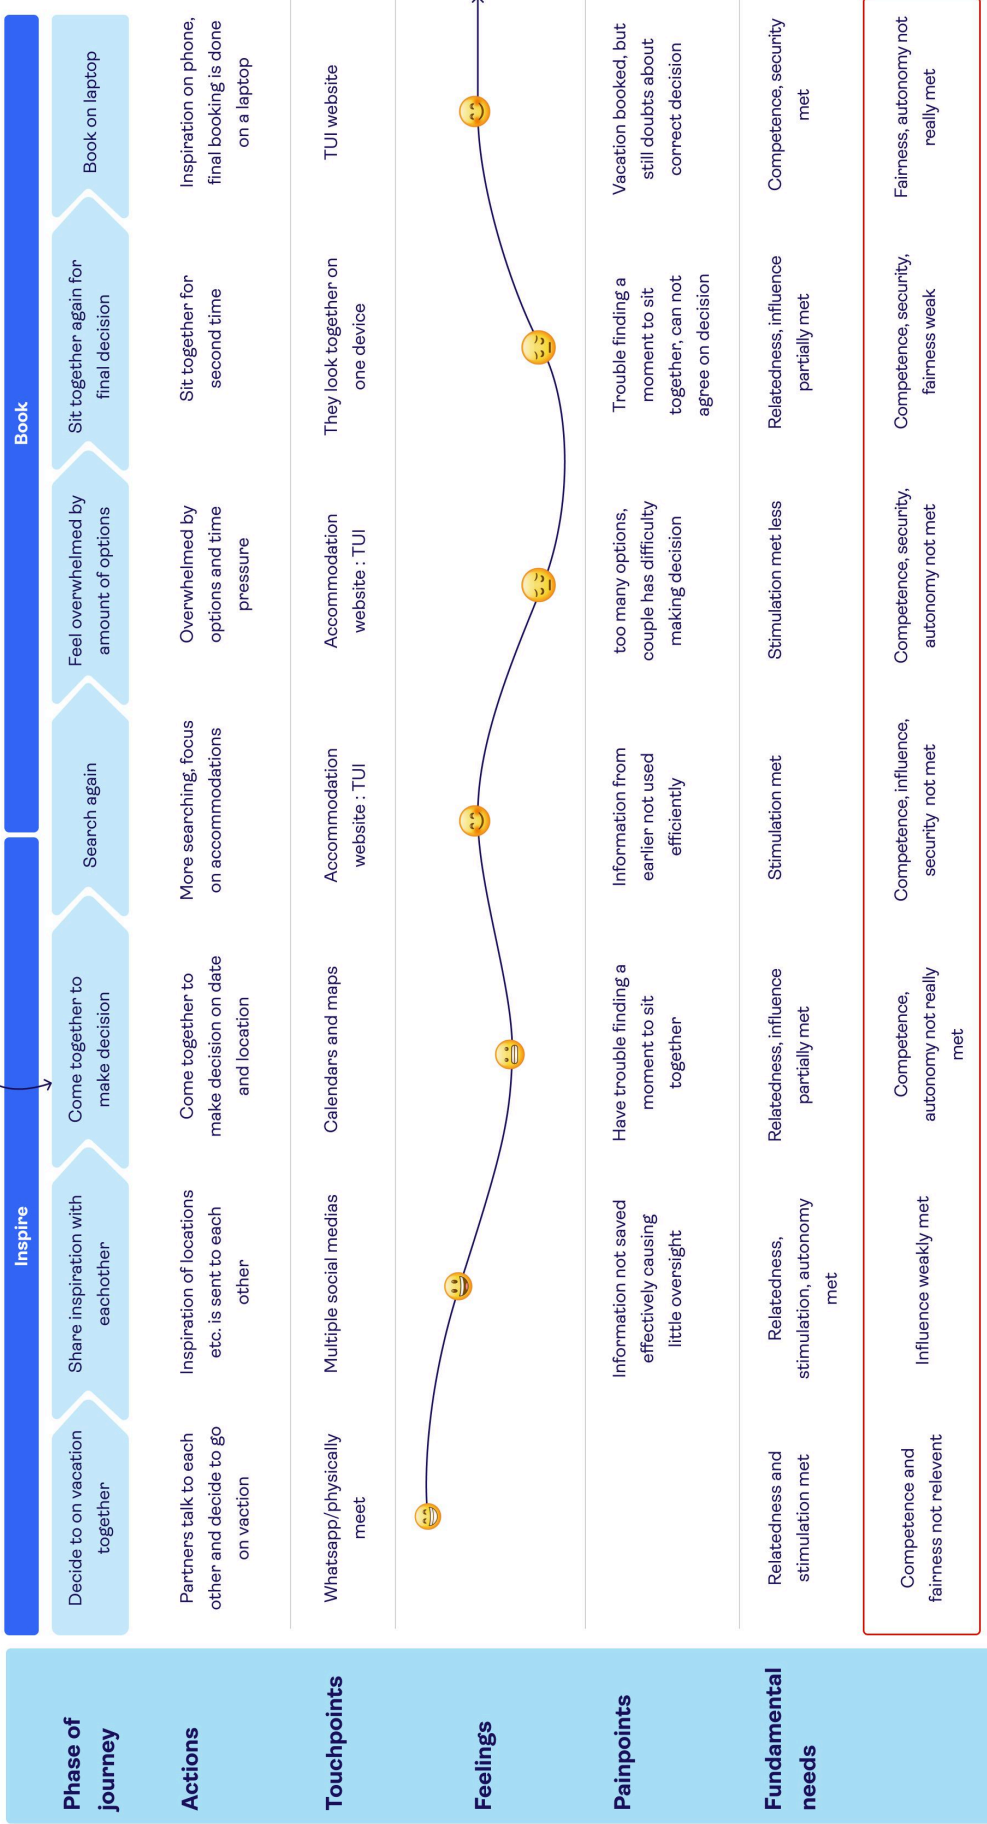 Inspire
Book
Phase of
journey
Decide to on vacation
together
Share inspiration with
eachother
Come together to
make decision
Search again
Feel overwhelmed by
amount of options
Sit together again for
final decision
Book on laptop
Actions
Partners talk to each
other and decide to go
on vaction
Inspiration of locations
etc. is sent to each
other
Come together to
make decision on date
and location
More searching, focus
on accommodations
Overwhelmed by
options and time
pressure
Sit together for
second time
Inspiration on phone,
final booking is done
on a laptop
Touchpoints
Whatsapp/physically
meet
Multiple social medias
Calendars and maps
Accommodation
website : TUI
Accommodation
website : TUI
They look together on
one device
TUI website
Feelings
Painpoints
Information not saved
effectively causing
little oversight
Have trouble finding a
moment to sit
together
Information from
earlier not used
efficiently
too many options,
couple has difficulty
making decision
Trouble finding a
moment to sit
together, can not
agree on decision
Vacation booked, but
still doubts about
correct decision
Fundamental
needs
Relatedness and
stimulation met
Relatedness,
stimulation, autonomy
met
Relatedness, influence
partially met
Stimulation met
Stimulation met less
Relatedness, influence
partially met
Competence, security
met
Competence and
fairness not relevent
Influence weakly met
Competence,
autonomy not really
met
Competence, influence,
security not met
Competence, security,
autonomy not met
Competence, security,
fairness weak
Fairness, autonomy not
really met